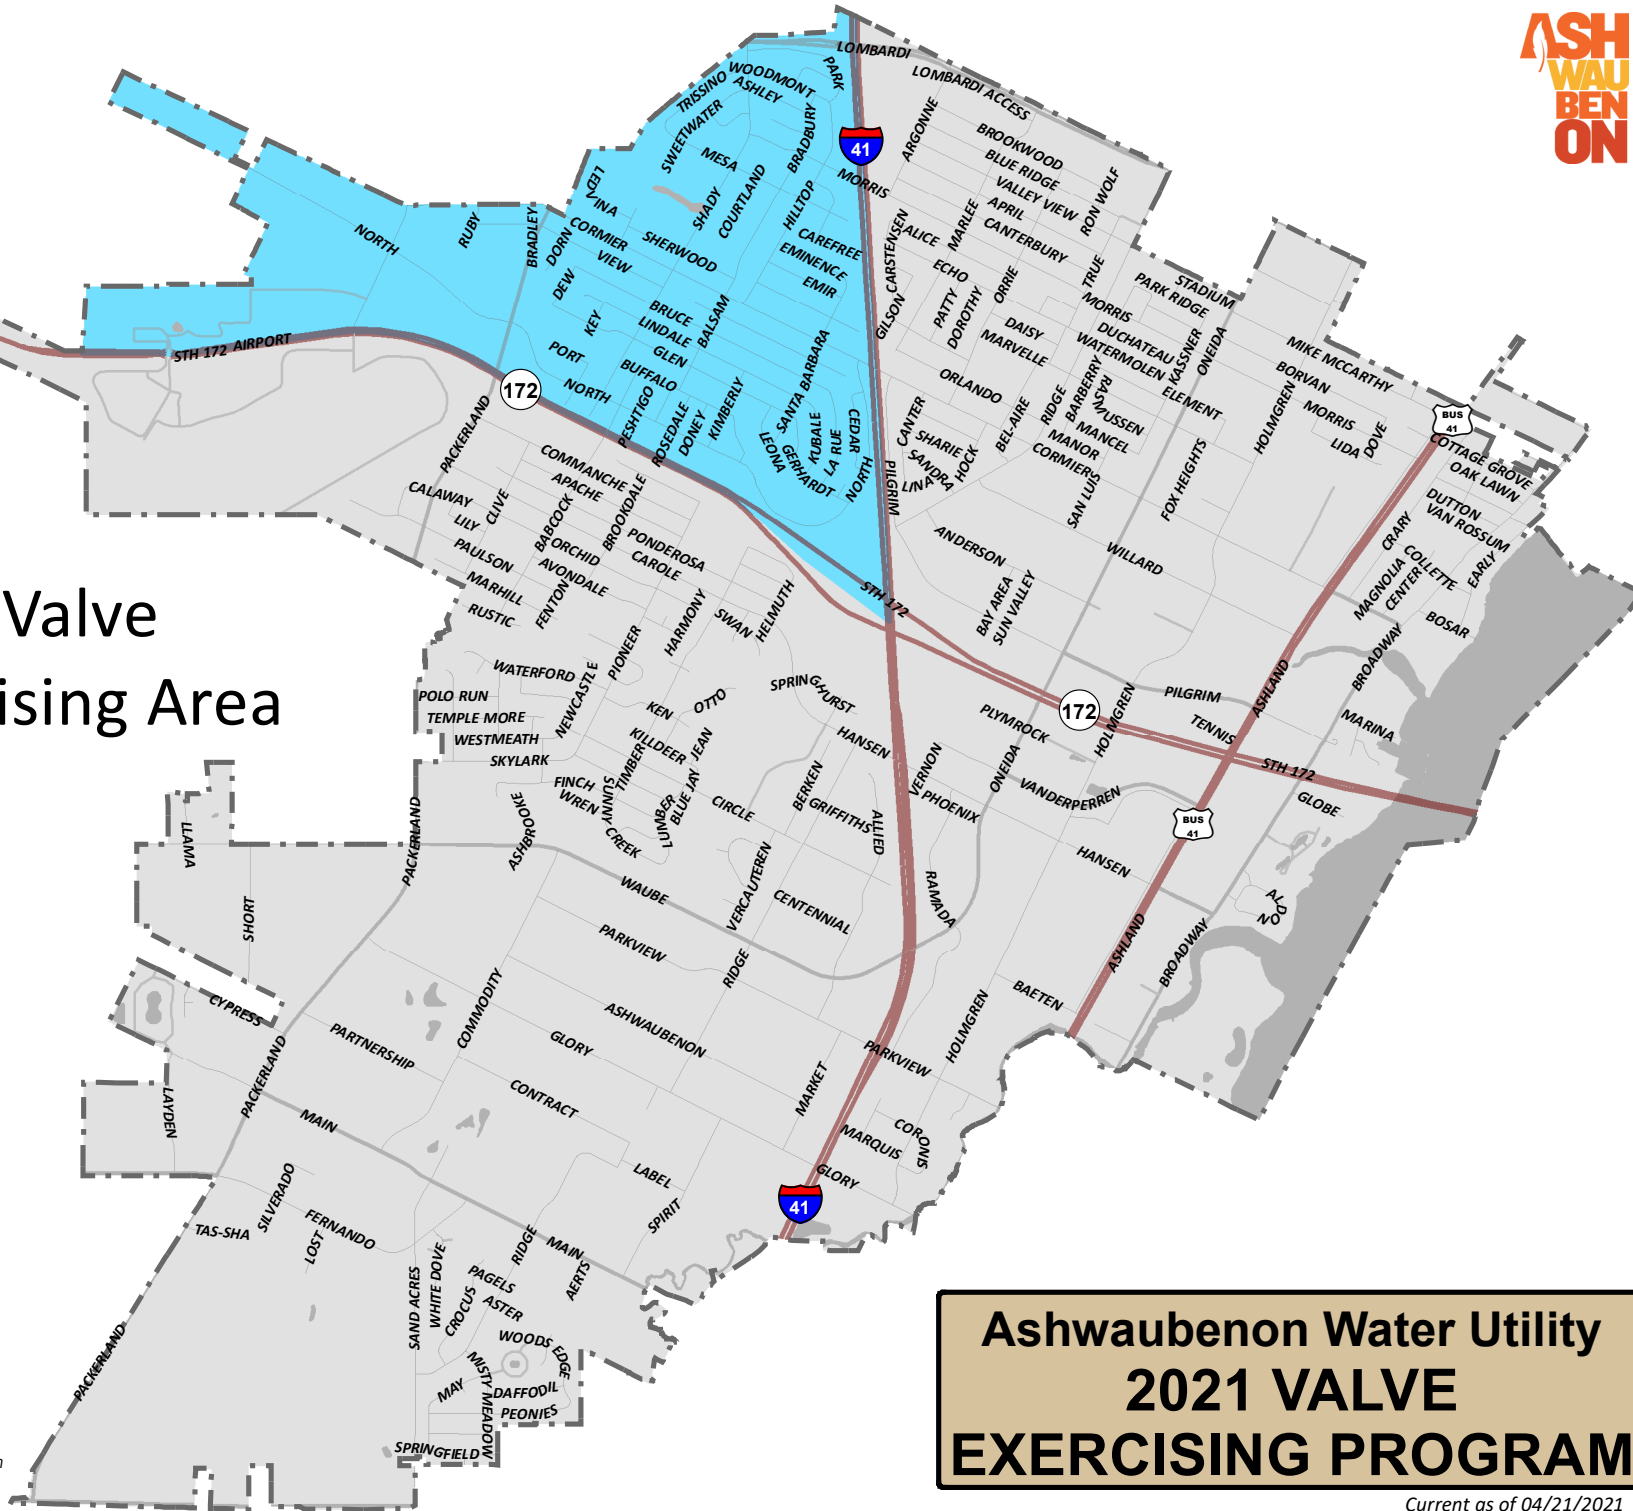 ASH
WAU
BEN
ON
LOMBARDI
LOMBARDI ACCESS
PARK
WOODMONT
ASHLEY
TRISSINO
SWEETWATER
BRADBURY
MESA
SHADY
COURTLAND
HILLTOP
41
MORRIS
ARGONNE
BROOKWOOD
BLUE RIDGE
VALLEY VIEW
APRIL
CANTERBURY
RON WOLF
MARLEE
ALICE
CARSTENSEN
LEDVINA
CORMIER
VIEW
SHERWOOD
CAREFREE
EMINENCE
EMIR
NORTH
RUBY
BRADLEY
DORN
DEW
KEY
BRUCE
LINDALE
GLEN
BALSAM
BUFFALO
PORT
NORTH
PESHTIGO
ROSEDALE
DONEY
KIMBERLY
SANTA BARBARA
LEONA
GERHARDT
KUBALE
LA RUE
CEDAR
NORTH
STH 172
AIRPORT
172
PACKERLAND
ECHO
ORRIE
PATTY
DOROTHY
GILSON
DAISY
MARVELLE
ORLANDO
TRUE
MORRIS
DUCHATEAU
WATERMOLEN
ELEMENT
STADIUM
PARK RIDGE
KASSNER
ONEIDA
MIKE MCCARTHY
BORVAN
MORRIS
LIDA
DOVE
HOLMGREN
BUS
41
COTTAGE GROVE
OAK LAWN
DUTTON
VAN ROSSUM
CRARY
COLLETTE
MAGNOLIA
CENTER
EARLY
BOSAR
BROADWAY
BEL-AIRE
RIDGE
BARBERRY
RASMUSSEN
MANCEL
MANOR
CORMIER
SAN LUIS
FOX HEIGHTS
CANTER
SHARIE
SANDRA
LINA
HOCK
PILGRIM
ANDERSON
WILLARD
BAY AREA
SUN VALLEY
STH 172
COMMANCHE
APACHE
CALAWAY
LILY
CLIVE
BABCOCK
BROOKDALE
ORCHID
PONDEROSA
CAROLE
PAULSON
AVONDALE
MARHILL
RUSTIC
FENTON
HARMONY
SWAN
HELMUTH
Valve
ising Area
PIONEER
WATERFORD
NEWCASTLE
POLO RUN
TEMPLE MORE
WESTMEATH
SKYLARK
KEN
OTTO
SPRINGHURST
HANSEN
KILLDEER
TIMBER
JEAN
BLUE JAY
FINCH
WREN
SUNNY CREEK
LUMBER
CIRCLE
BERKEN
GRIFFITHS
ALLIED
VERNON
PHOENIX
PLYMROCK
ONEIDA
172
HOLMGREN
PILGRIM
TENNIS
ASHLAND
MARINA
STH 172
GLOBE
VANDERPERREN
BUS
41
HANSEN
ASHBROOKE
PACKERLAND
LLAMA
SHORT
WAUBE
VERCAUTEREN
CENTENNIAL
RAMADA
PARKVIEW
RIDGE
ASHLAND
BROADWAY
ALDON
BAETEN
HOLMGREN
CYPRESS
PARTNERSHIP
COMMODITY
GLORY
ASHWAUBENON
PARKVIEW
MARKET
CONTRACT
PACKERLAND
LAYDEN
MAIN
CORONIS
MARQUIS
GLORY
41
LABEL
SPIRIT
SILVERADO
TAS-SHA
FERNANDO
LOST
RIDGE
MAIN
AERTS
SAND ACRES
WHITE DOVE
CROCUS
PAGELS
ASTER
WOODS EDGE
MISTY MEADOW
MAY
DAFFODIL
PEONIES
SPRINGFIELD
PACKERLAND
Ashwaubenon Water Utility
2021 VALVE
EXERCISING PROGRAM
Current as of 04/21/2021